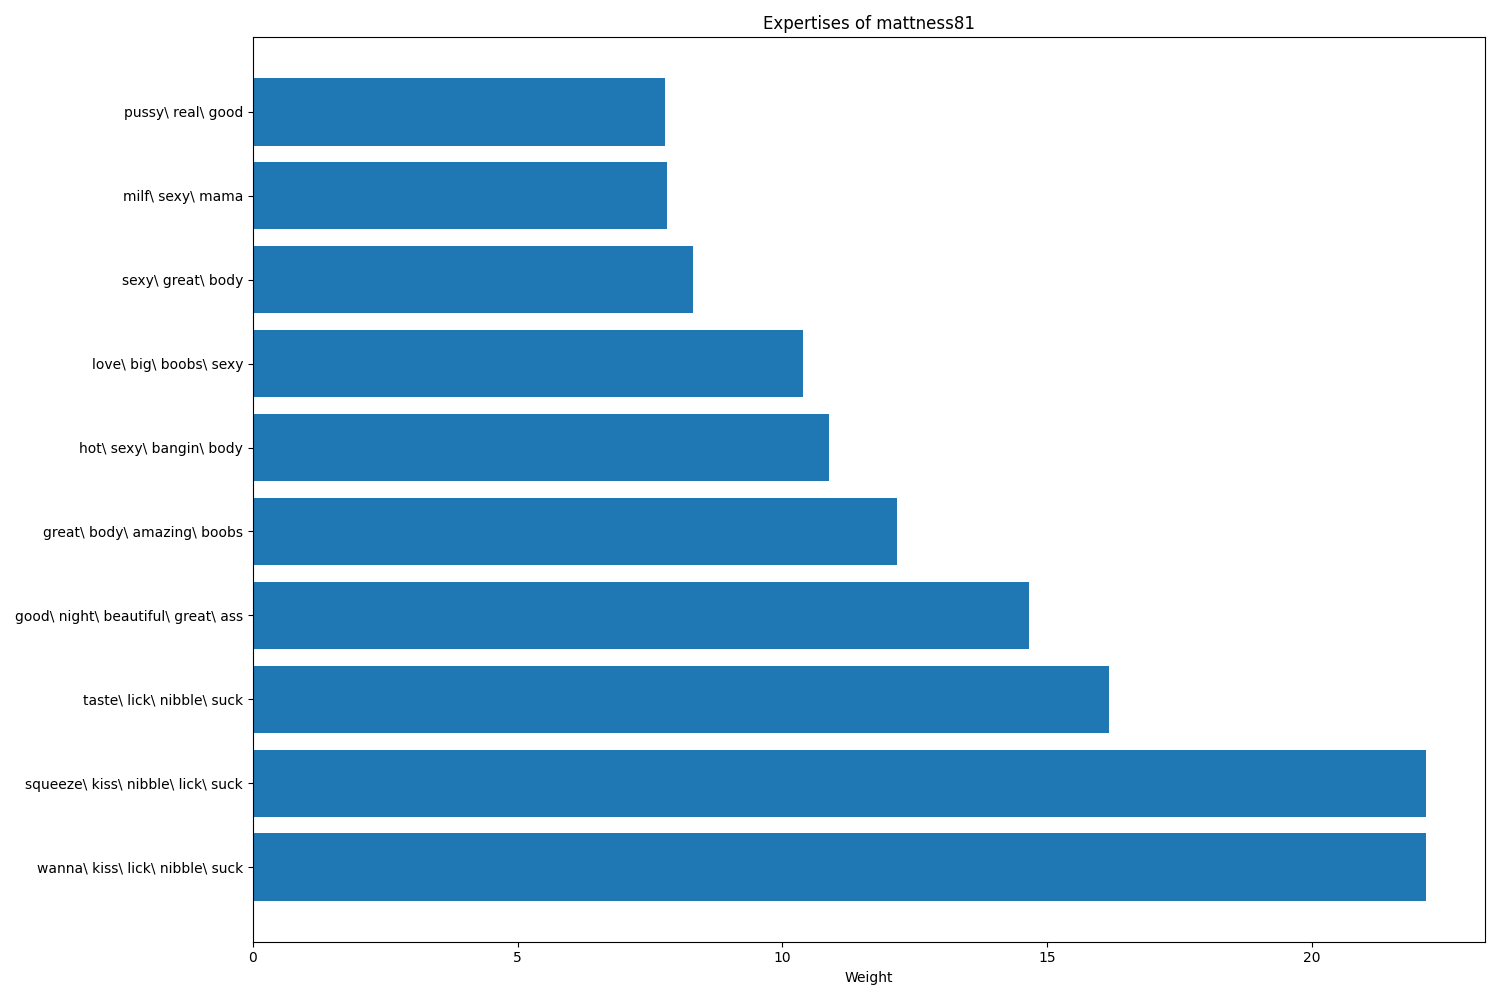 Expertises of mattness81
pussy\ real\ good
milf\ sexy\ mama
sexy\ great\ body
love\ big\ boobs\ sexy
hot\ sexy\ bangin\ body
great\ body\ amazing\ boobs
good\ night\ beautiful\ great\ ass
taste\ lick\ nibble\ suck
squeeze\ kiss\ nibble\ lick\ suck
wanna\ kiss\ lick\ nibble\ suck
0 5 10 15 20
Weight